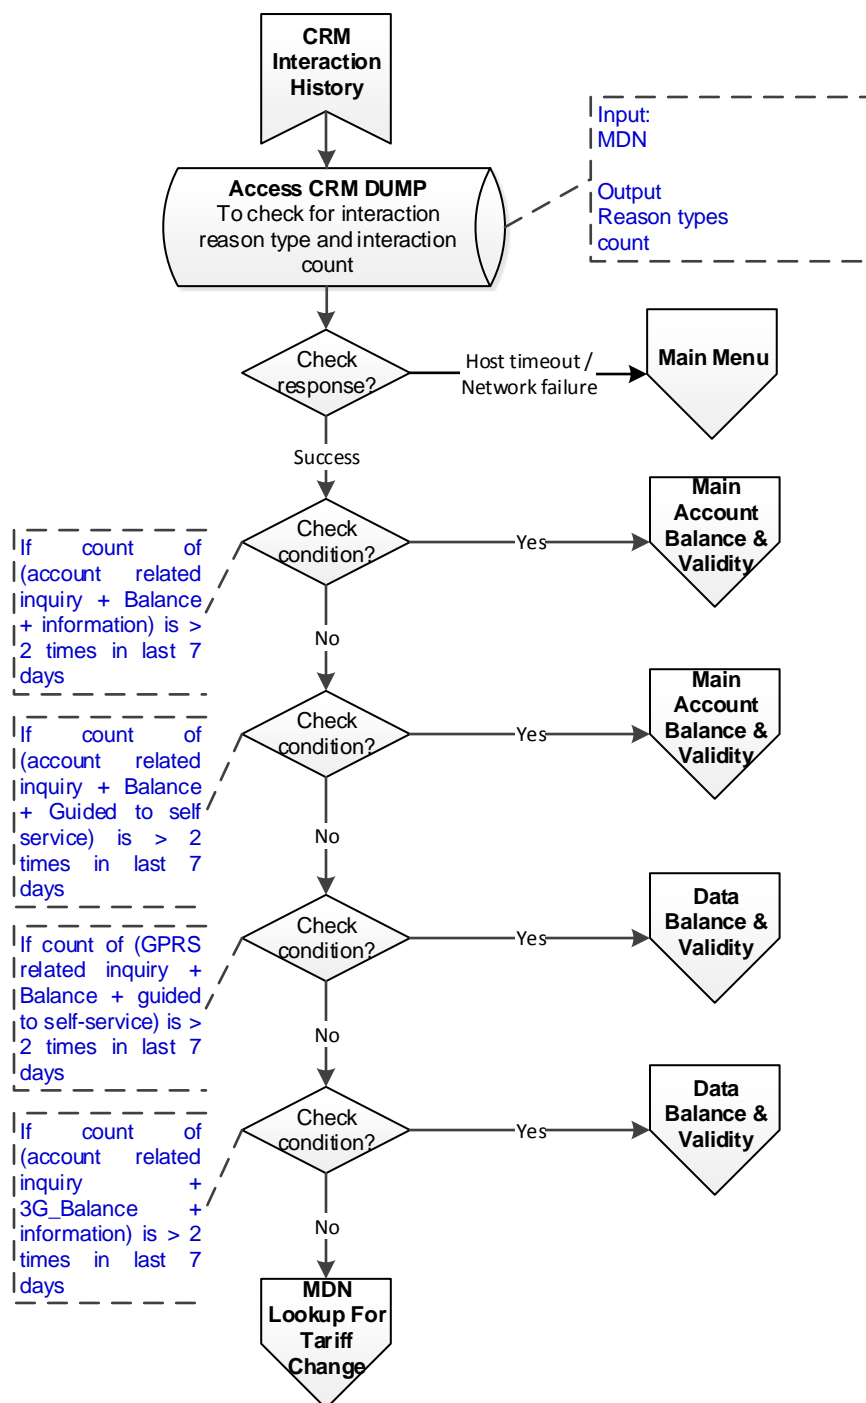 CRM
Interaction
History
Input:
MDN
Output
Reason types
count
Access CRM DUMP
To check for interaction
reason type and interaction
count
Check
response?
Host timeout /
Network failure
Main Menu
Success
If count of
(account related
inquiry + Balance
+ information) is >
2 times in last 7
days
Check
condition?
Yes
Main
Account
Balance &
Validity
No
If count of
(account related
inquiry + Balance
+ Guided to self
service) is > 2
times in last 7
days
Check
condition?
Yes
Main
Account
Balance &
Validity
No
If count of (GPRS
related inquiry +
Balance + guided
to self-service) is >
2 times in last 7
days
Check
condition?
Yes
Data
Balance &
Validity
No
If count of
(account related
inquiry +
3G_Balance +
information) is > 2
times in last 7
days
Check
condition?
Yes
Data
Balance &
Validity
No
MDN
Lookup For
Tariff
Change